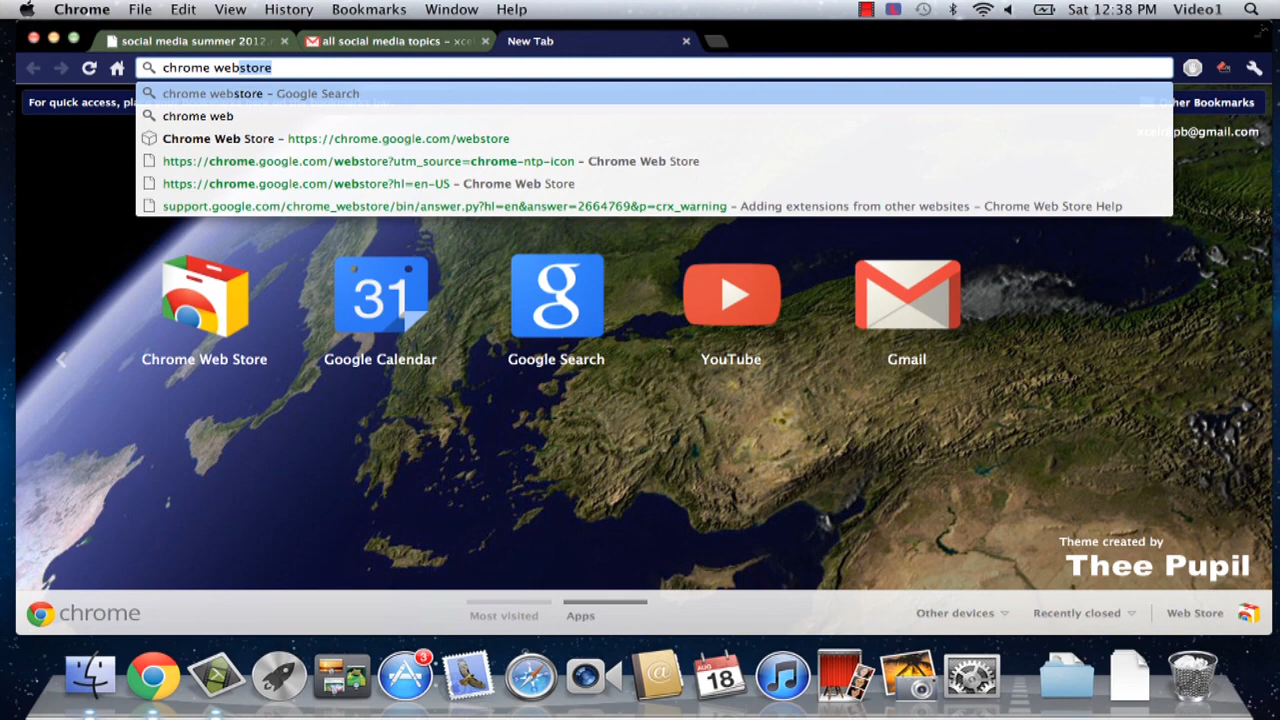 Chrome File Edit View History Bookmarks Window Help Sat 12:38 PM Video1
social media summer 2012. all social media topics – xce New Tab
chrome webstore
chrome webstore – Google Search
chrome web
Chrome Web Store – https://chrome.google.com/webstore
https://chrome.google.com/webstore?utm_source=chrome-ntp-icon – Chrome Web Store
https://chrome.google.com/webstore?hl=en-US – Chrome Web Store
support.google.com/chrome_webstore/bin/answer.py?hl=en&answer=2664769&p=crx_warning – Adding extensions from other websites – Chrome Web Store Help
For quick access, pla Other Bookmarks
31
g
Chrome Web Store Google Calendar Google Search YouTube Gmail
Theme created by
Thee Pupil
chrome Most visited Apps Other devices Recently closed Web Store
3
AUG
18